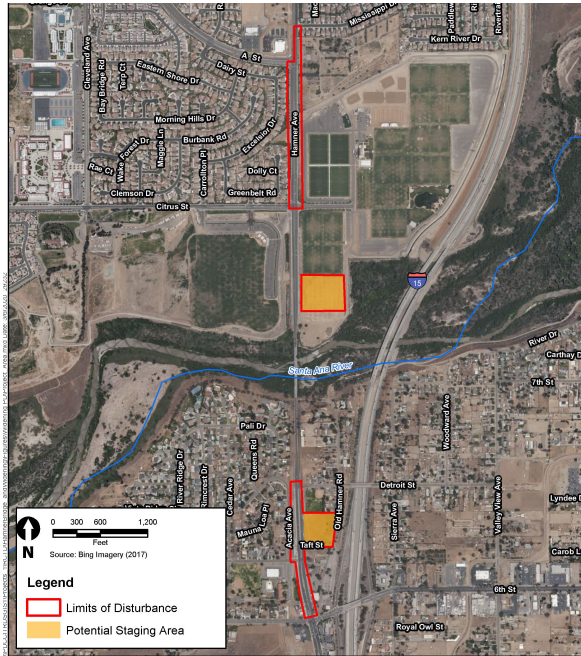 Mississippi
Kern River Dr
A St
Dairy St
Cleveland Ave
Bay Bridge Rd
Torp Ct
Eastern Shore Dr
Hamner Ave
Morning Hills Dr
Excelsior Dr
Burbank Rd
Maggie Ln
Wake Forest Dr
Rae Ct
Carrollton Pl
Dolly Ct
Clemson Dr
Greenbelt Rd
Citrus St
15
River Dr
Carthay
Santa Ana River
7th St
Woodward Ave
Pali Dr
Queens Rd
River Ridge Dr
Rimcrest Dr
Cedar Ave
Detroit St
Old Hamner Rd
Lyndee
Valley View Ave
Sierra Ave
Mauna Loa Pl
Acacia Ave
Taft St
Carob
6th St
Royal Owl St
N
0 300 600 1,200
Feet
Source: Bing Imagery (2017)
Legend
Limits of Disturbance
Potential Staging Area